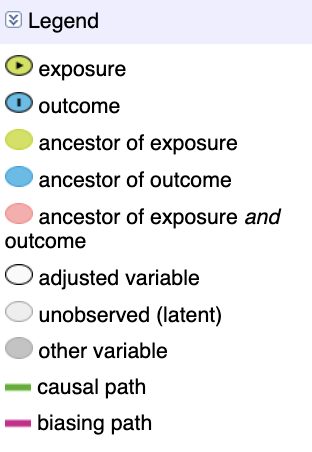 Legend
exposure
outcome
ancestor of exposure
ancestor of outcome
ancestor of exposure and
outcome
adjusted variable
unobserved (latent)
other variable
causal path
biasing path